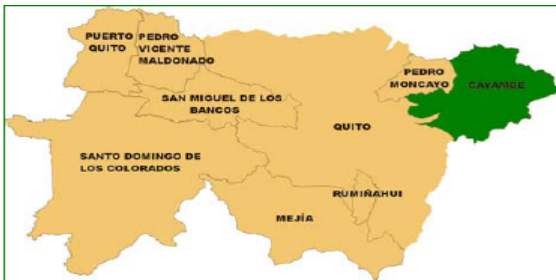 PUERTO
QUITO
PEDRO
VICENTE
MALDONADO
PEDRO
MONCAYO
CAYAMBE
SAN MIGUEL DE LOS
BANCOS
QUITO
SANTO DOMINGO DE
LOS COLORADOS
RUMIÑAHUI
MEJÍA